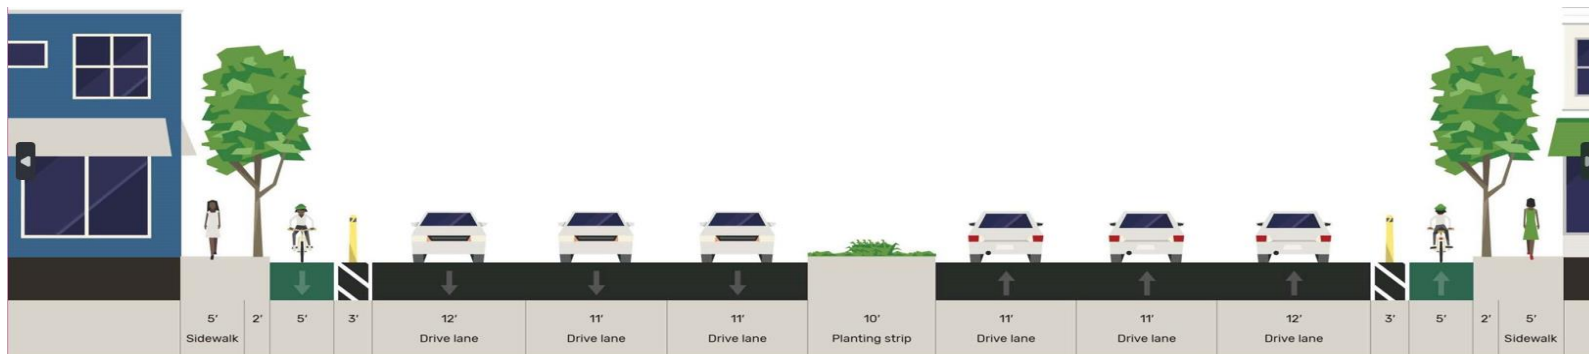 5' 2' 5' 3' 12' 11' 11' 10' 11' 11' 12' 3' 5' 2' 5'
Sidewalk Drive lane Drive lane Drive lane Planting strip Drive lane Drive lane Drive lane Sidewalk